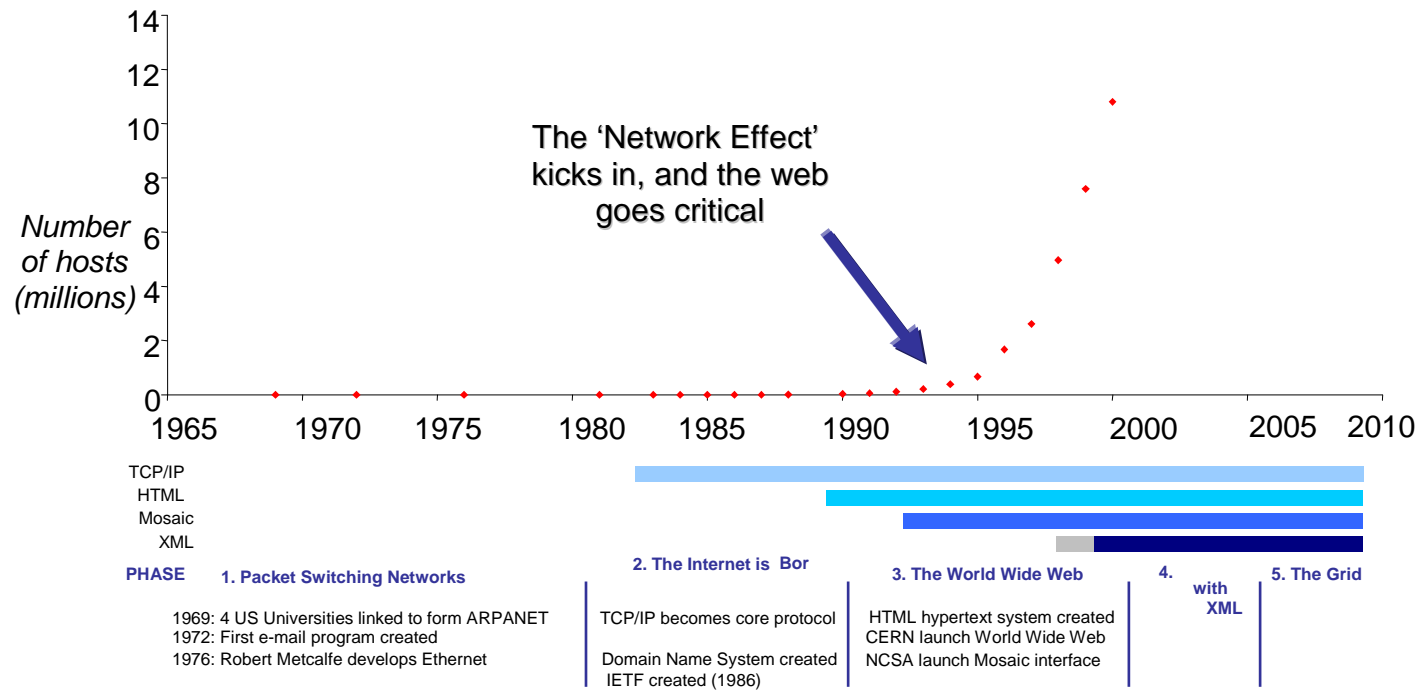 14
12
10
8
6
4
2
0
Number
of hosts
(millions)
The ‘Network Effect’
kicks in, and the web
goes critical
1965 1970 1975 1980 1985 1990 1995 2000 2005 2010
TCP/IP
HTML
Mosaic
XML
PHASE
1. Packet Switching Networks
1969: 4 US Universities linked to form ARPANET
1972: First e-mail program created
1976: Robert Metcalfe develops Ethernet
2. The Internet is Bor
TCP/IP becomes core protocol
Domain Name System created
IETF created (1986)
3. The World Wide Web
HTML hypertext system created
CERN launch World Wide Web
NCSA launch Mosaic interface
4.
with
XML
5. The Grid